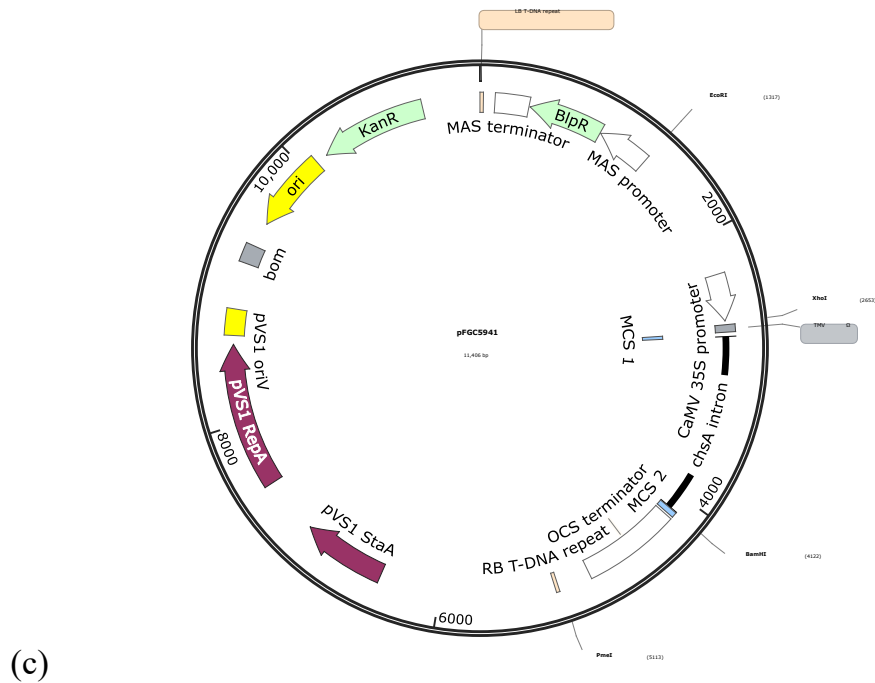 LB T-DNA repeat
KanR
BlpR
EcoRI (1317)
MAS terminator
MAS promoter
10,000
ori
2000
bom
XhoI (2653)
TMV Ω
pFGC5941
11,406 bp
MCS 1
CaMV 35S promoter
pVS1 oriV
pVS1 RepA
chsA intron
8000
4000
MCS 2
OCS terminator
pVS1 StaA
RB T-DNA repeat
BamHI (4122)
6000
PmeI (5113)
(c)